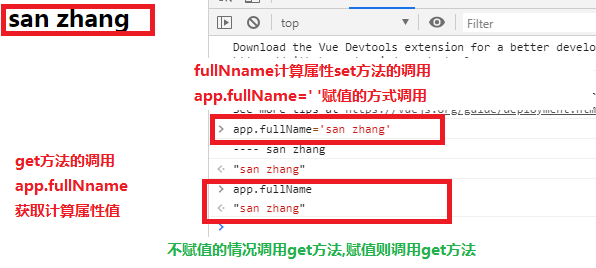 san zhang
top
Filter
Download the Vue Devtools extension for a better develo
fullNname计算属性set方法的调用
app.fullName=' '赋值的方式调用
See more tips at https://vuejs.org/guide/deployment.htm
> app.fullName='san zhang'
---- san zhang
< "san zhang"
get方法的调用
app.fullNname
获取计算属性值
> app.fullName
< "san zhang"
>
不赋值的情况调用get方法,赋值则调用get方法